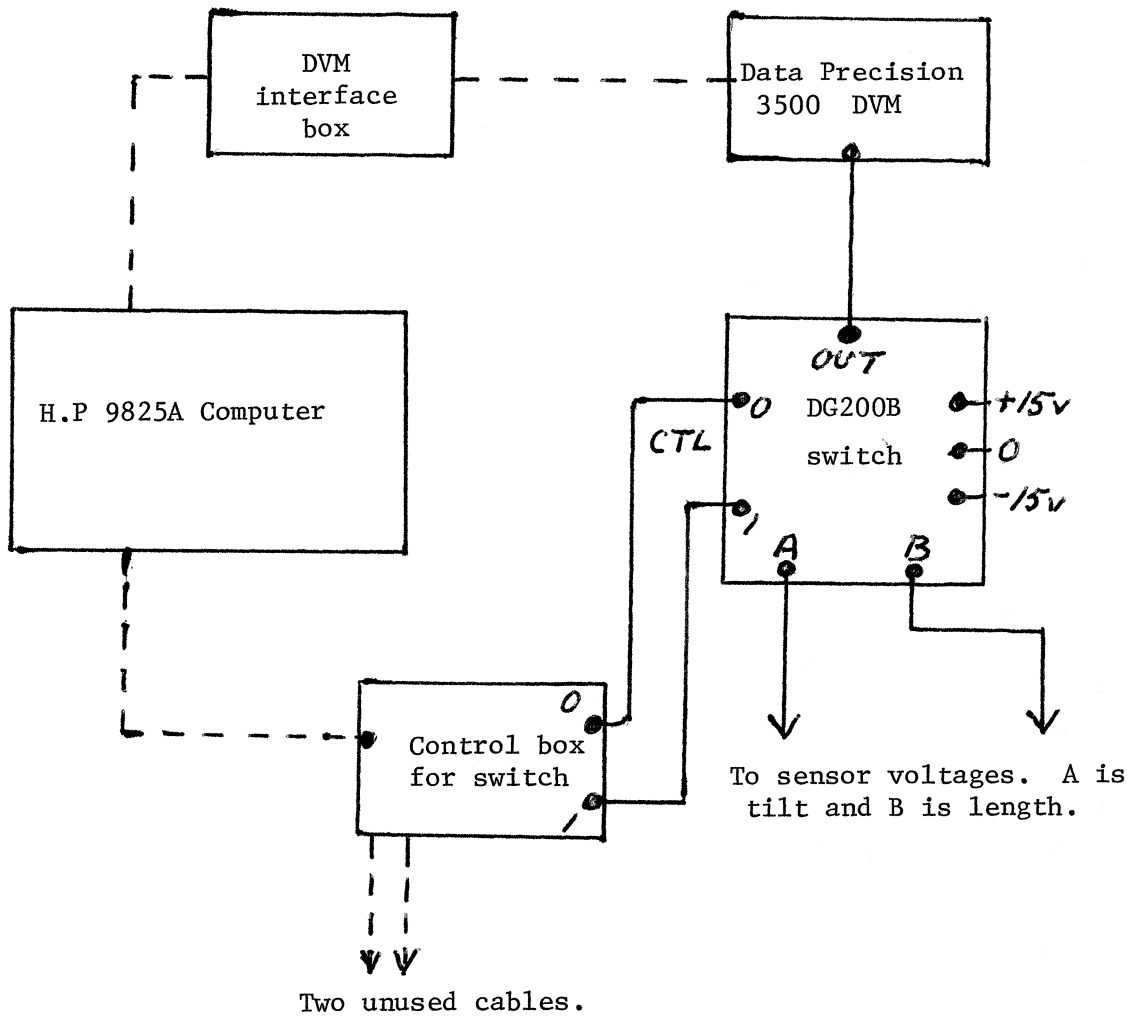 DVM
interface
box
Data Precision
3500 DVM
H.P 9825A Computer
OUT
CTL
0
1
DG200B
switch
+15v
0
-15v
A
B
0
Control box
for switch
1
To sensor voltages. A is
tilt and B is length.
Two unused cables.